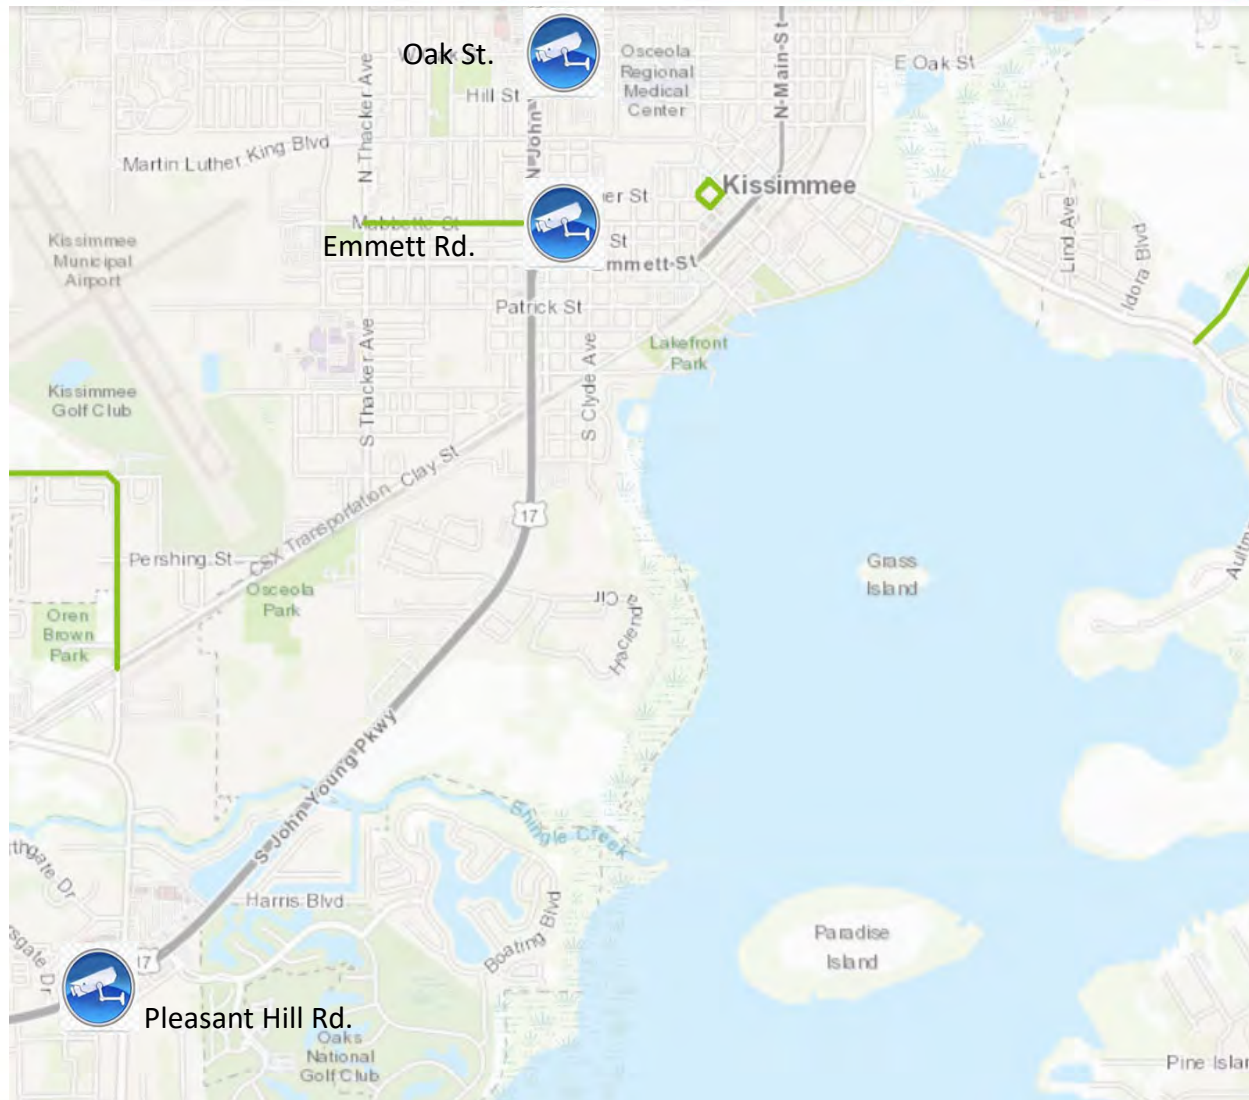 Oak St.
Osceola
Regional
Medical
Center
E Oak St
N Main St
Hill St
N Thacker Ave
N John
Martin Luther King Blvd
Kissimmee
Lind Ave
Idora Blvd
Mabbette St
Emmett Rd.
St
Kissimmee
Municipal
Airport
Patrick St
Lakefront
Park
S Thacker Ave
S Clyde Ave
Kissimmee
Golf Club
CSX Transportation
Clay St
17
Pershing St
Osceola
Park
Grass
Island
Oren
Brown
Park
Hacienda
Cir
S John Young Pkwy
Shingle Creek
Harris Blvd
Boating Blvd
Paradise
Island
17
Pleasant Hill Rd.
Oaks
National
Golf Club